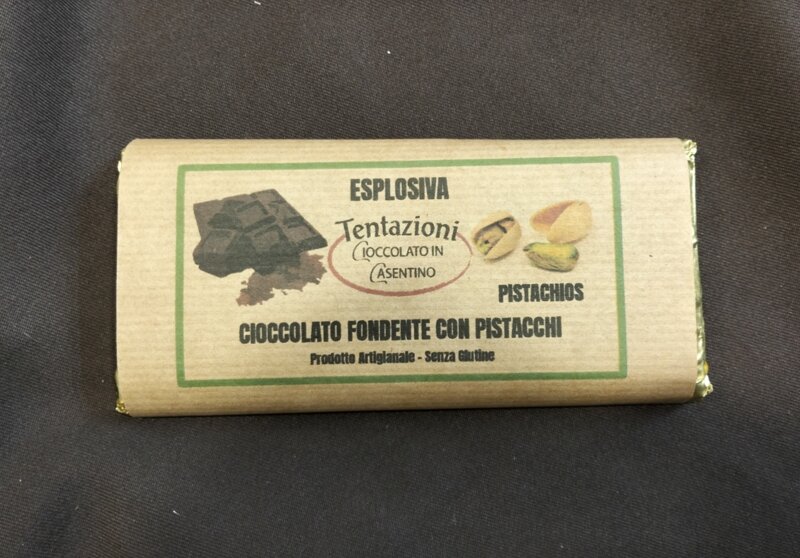 ESPLOSIVA
Tentazioni
CIOCCOLATO IN
CASENTINO
PISTACHIOS
CIOCCOLATO FONDENTE CON PISTACCHI
Prodotto Artigianale - Senza Glutine